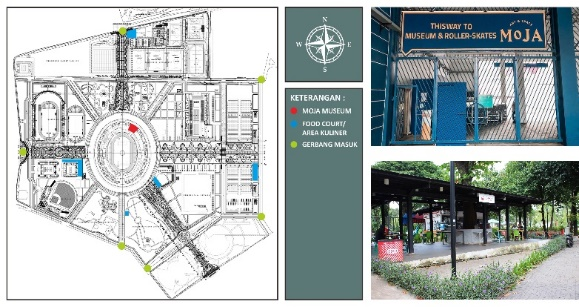 N
W E
S
KETERANGAN :
MOJA MUSEUM
FOOD COURT/
AREA KULINER
GERBANG MASUK
THISWAY TO
MUSEUM & ROLLER-SKATES
MOJA